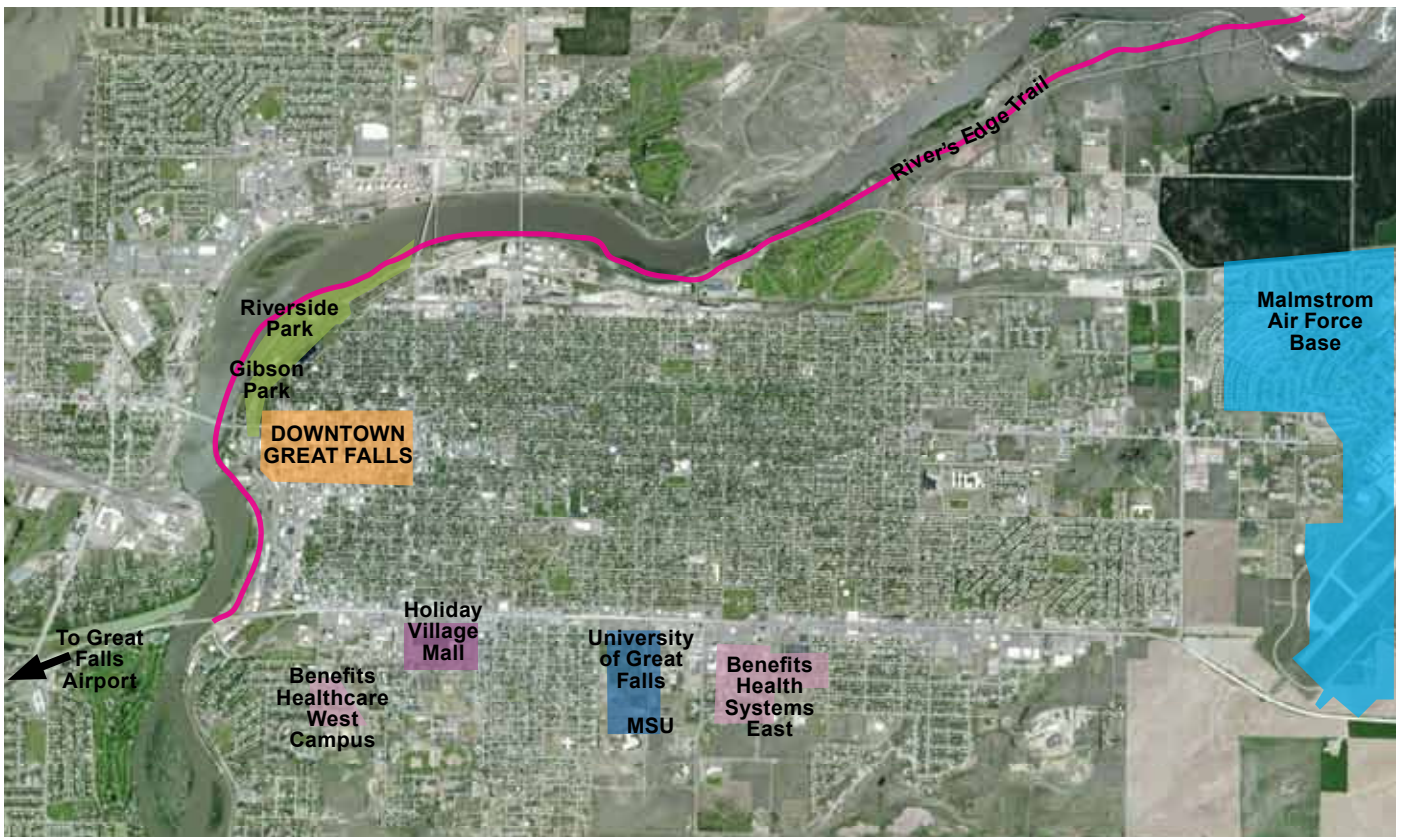 River's Edge Trail
Riverside
Park
Gibson
Park
DOWNTOWN
GREAT FALLS
Malmstrom
Air Force
Base
To Great
Falls
Airport
Benefits
Healthcare
West
Campus
Holiday
Village
Mall
University
of Great
Falls
MSU
Benefits
Health
Systems
East